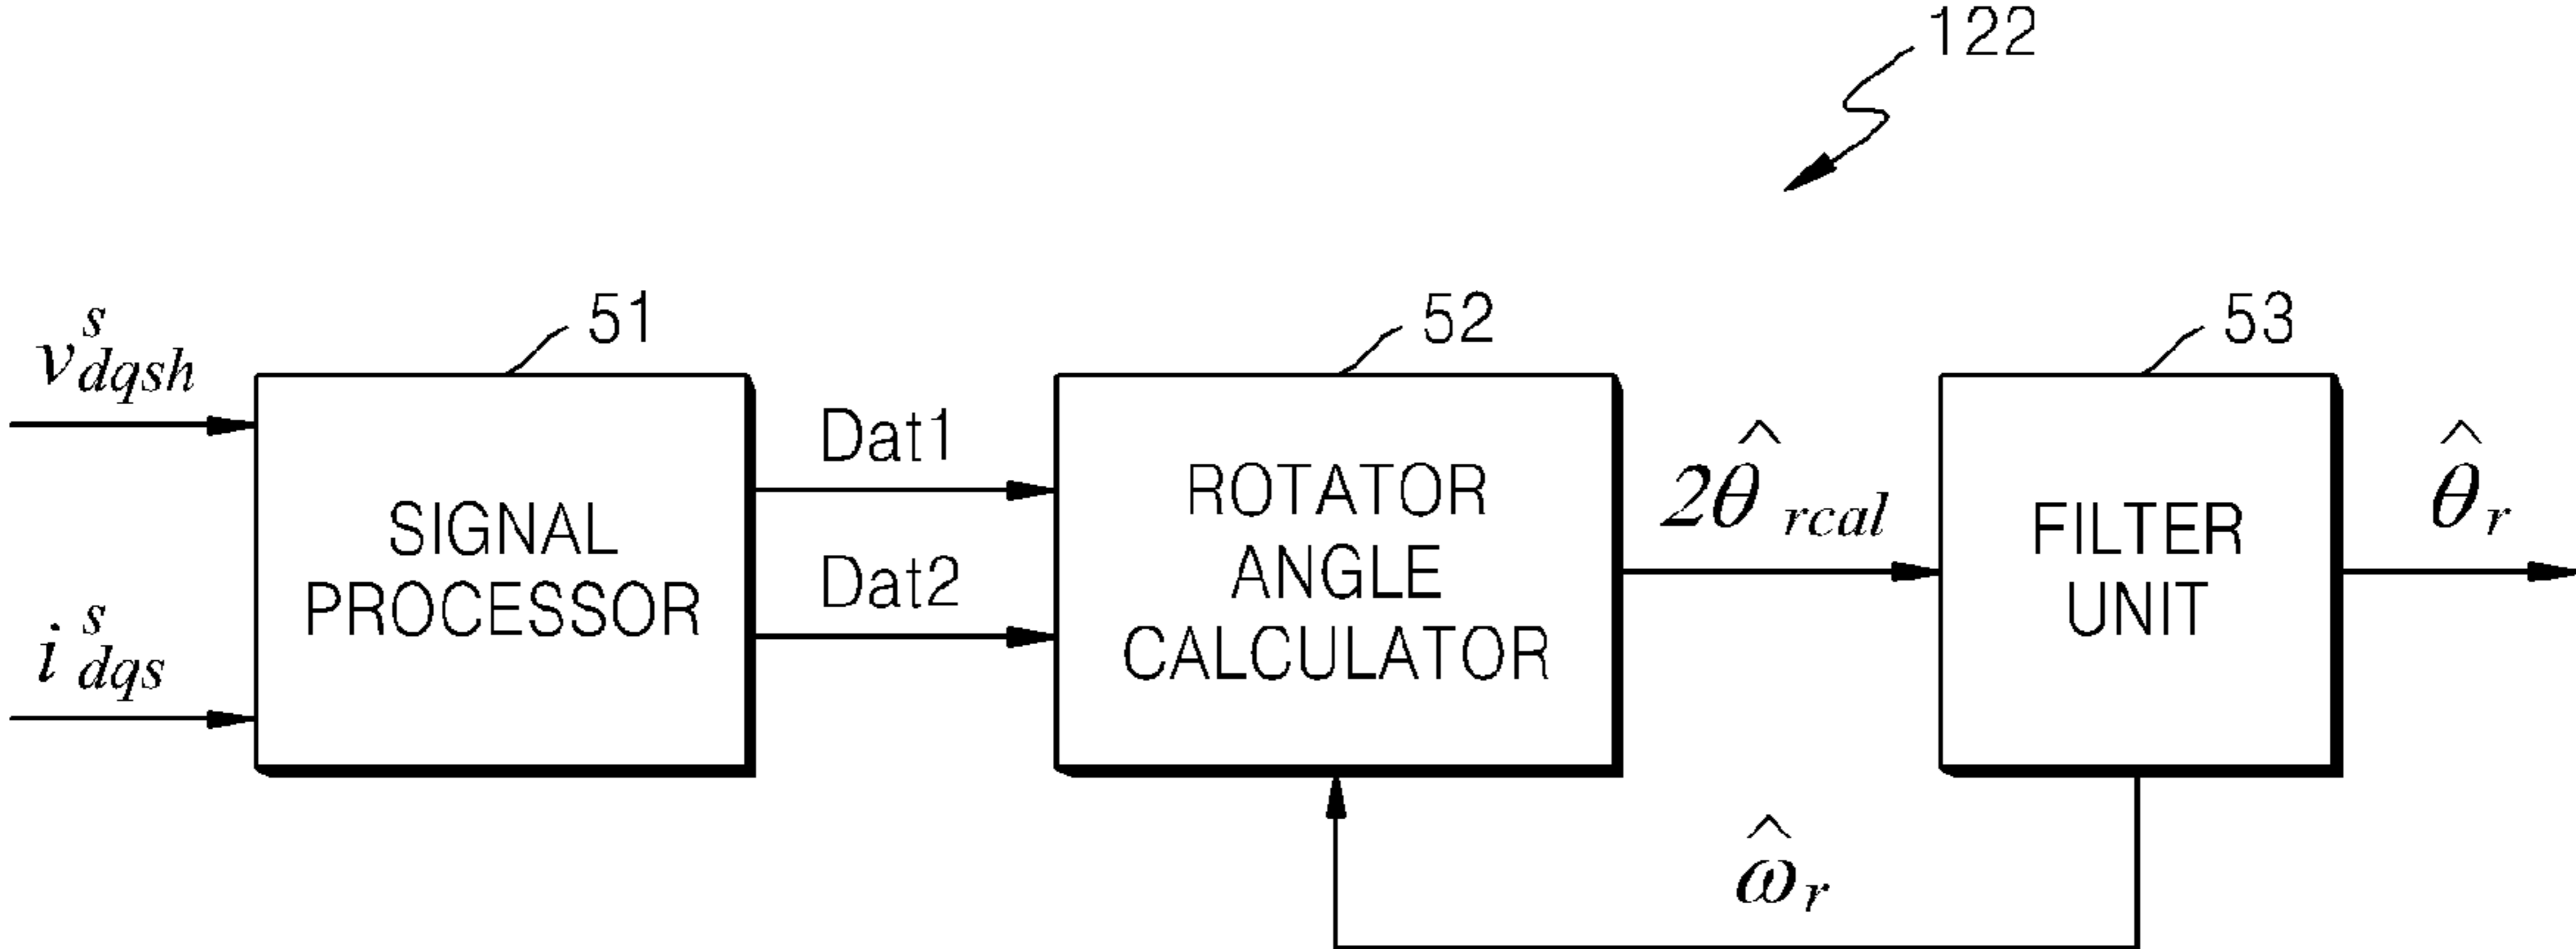 122
v^s_dqsh
51
52
53
Dat1
Dat2
i^s_dqs
SIGNAL
PROCESSOR
ROTATOR
ANGLE
CALCULATOR
2θ̂_rcal
FILTER
UNIT
θ̂_r
ω̂_r